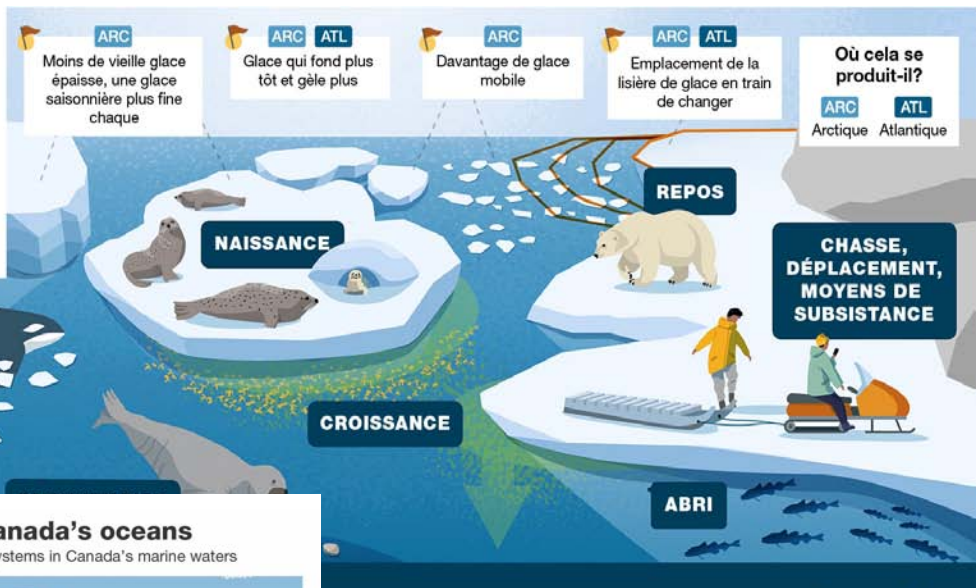 ARC
Moins de vieille glace
épaisse, une glace
saisonnière plus fine
chaque
ARC ATL
Glace qui fond plus
tôt et gèle plus
ARC
Davantage de glace
mobile
ARC ATL
Emplacement de la
lisière de glace en train
de changer
Où cela se
produit-il?
ARC ATL
Arctique Atlantique
REPOS
NAISSANCE
CHASSE,
DÉPLACEMENT,
MOYENS DE
SUBSISTANCE
CROISSANCE
ABRI
anada's oceans
ystems in Canada's marine waters